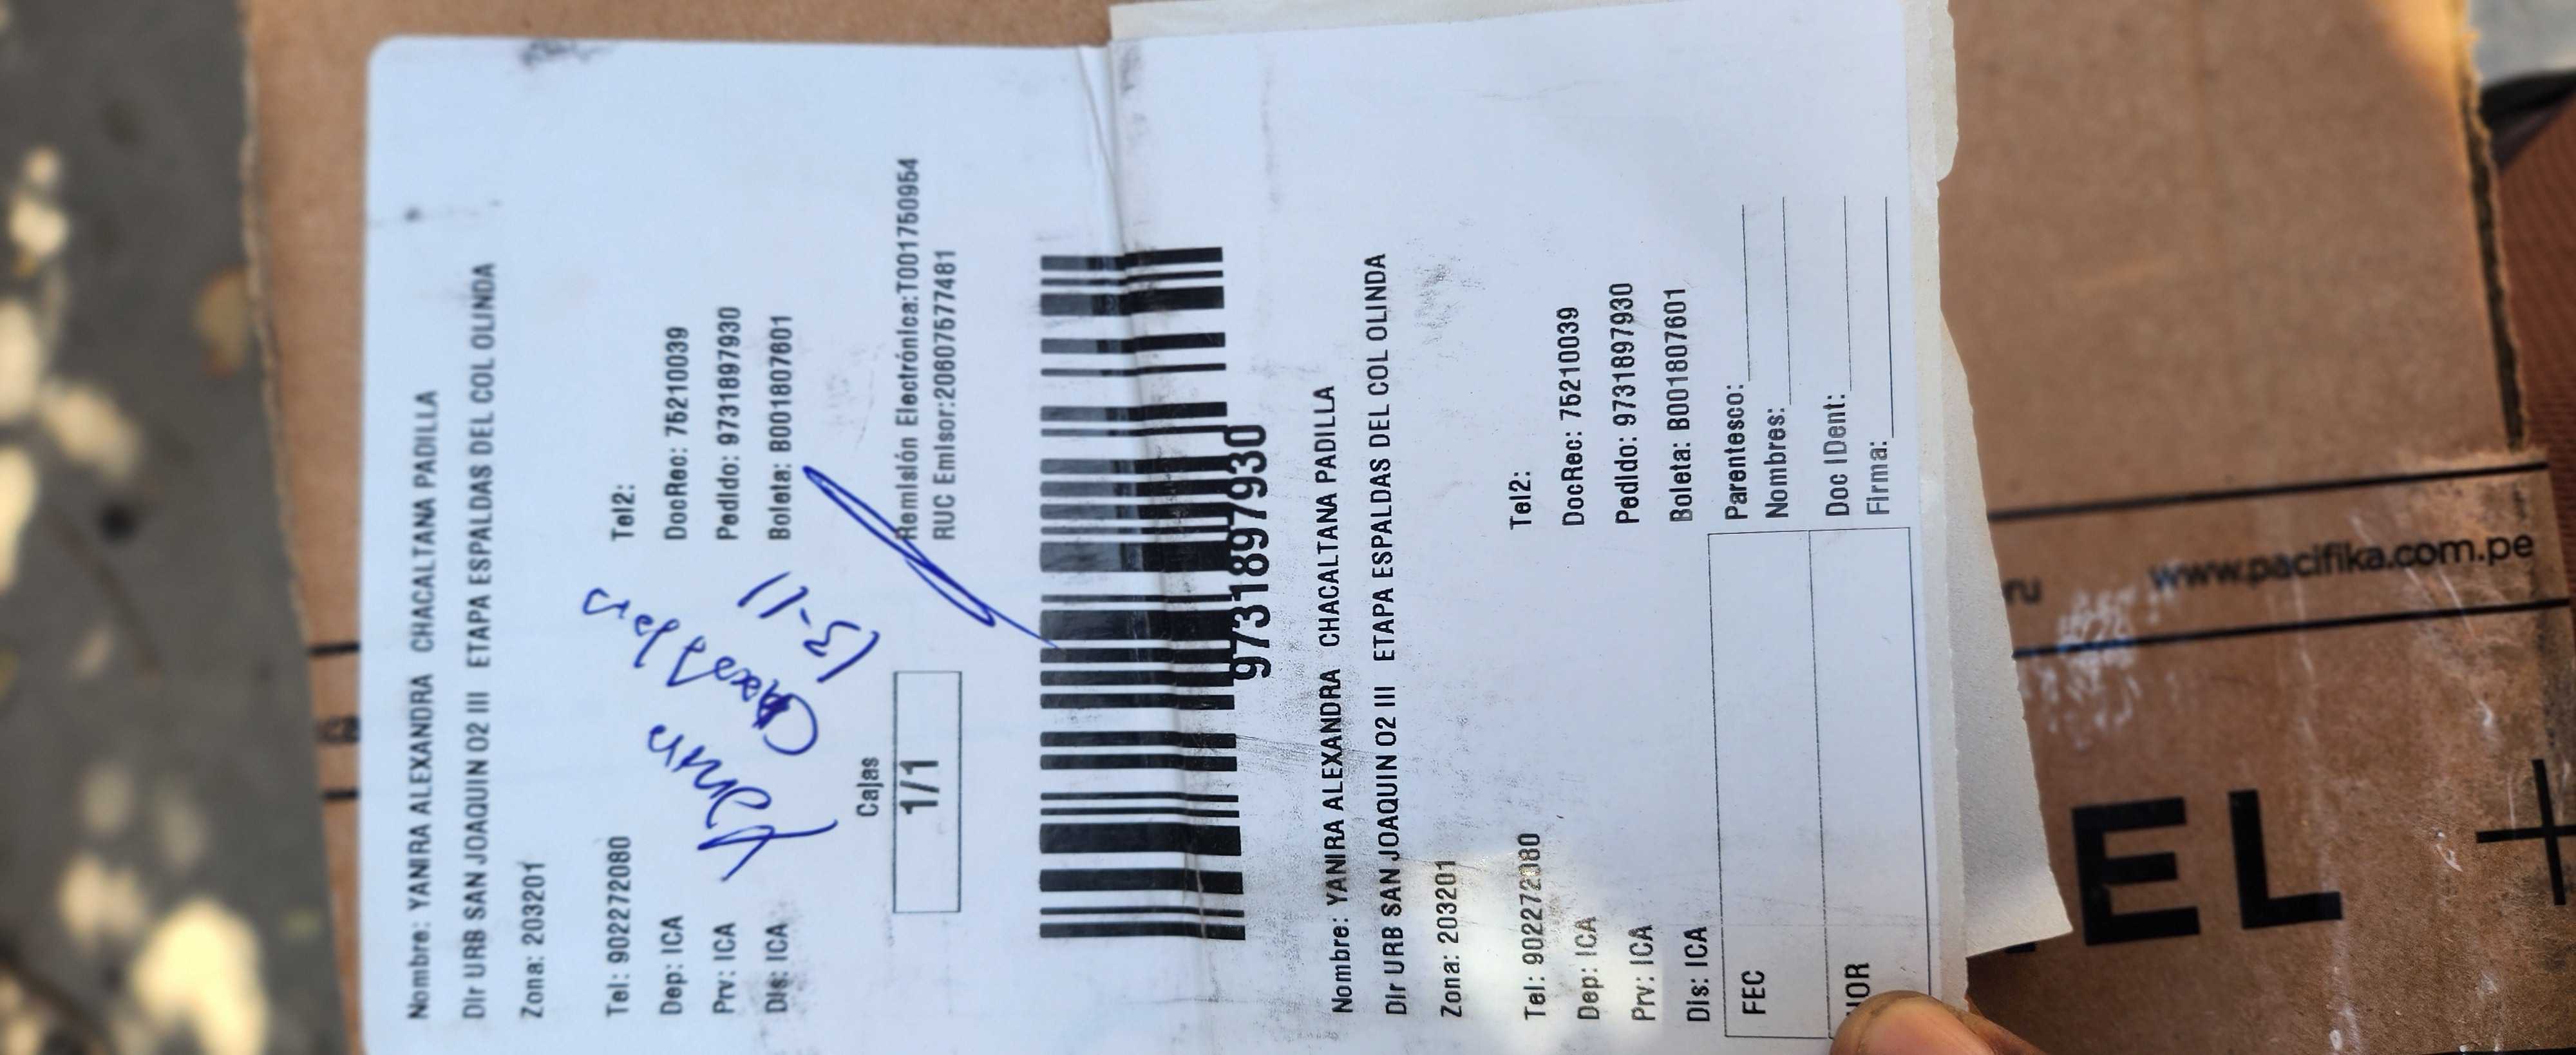 Nombre: YANIRA ALEXANDRA CHACALTANA PADILLA
Dir URB SAN JOAQUIN O2 III ETAPA ESPALDAS DEL COL OLINDA
Zona: 203201
Tel: 902272080 Tel2:
Dep: ICA DocRec: 75210039
Prv: ICA Pedido: 9731897930
Dis: ICA Boleta: B001807601
Cajas
1/1
Remisión Electrónica:T001750954
RUC Emisor:20607577481
9731897930
Nombre: YANIRA ALEXANDRA CHACALTANA PADILLA
Dir URB SAN JOAQUIN O2 III ETAPA ESPALDAS DEL COL OLINDA
Zona: 203201
Tel: 902272080 Tel2:
Dep: ICA DocRec: 75210039
Prv: ICA Pedido: 9731897930
Dis: ICA Boleta: B001807601
FEC
Parentesco:
Nombres:
Doc IDent:
Firma:
www.pacifika.com.pe
EL